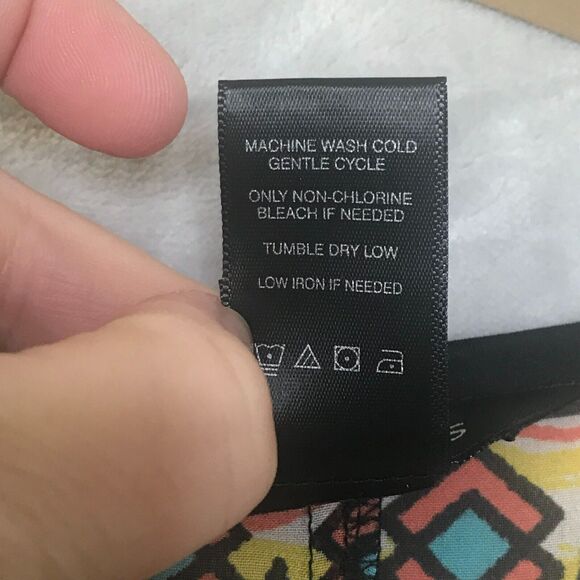 MACHINE WASH COLD
GENTLE CYCLE
ONLY NON-CHLORINE
BLEACH IF NEEDED
TUMBLE DRY LOW
LOW IRON IF NEEDED